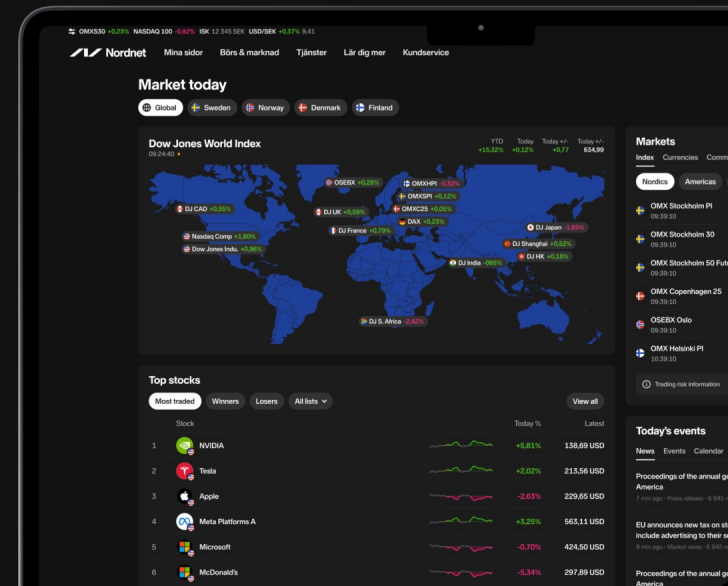 OMXS30 +0,23% NASDAQ 100 -0,92% ISK 12 345 SEK USD/SEK +0,37% 9,41
Nordnet Mina sidor Börs & marknad Tjänster Lär dig mer Kundservice
Market today
Global Sweden Norway Denmark Finland
Dow Jones World Index
09:24:40
YTD Today Today +/- Today +/-
+15,32% +0,12% +0,77 634,99
OSEBX +0,28%
OMXHPI -0,32%
OMXSPI +0,12%
DJ CAD +0,55%
DJ UK +0,59%
OMXC25 +0,05%
DAX +0,23%
DJ France +0,79%
DJ Japan -1,85%
Nasdaq Comp +1,60%
Dow Jones Indu. +0,96%
DJ Shanghai +0,52%
DJ HK +0,18%
DJ India -065%
DJ S. Africa -2,42%
Markets
Index Currencies Comm
Nordics Americas
OMX Stockholm PI
09:39:10
OMX Stockholm 30
09:39:10
OMX Stockholm 50 Futu
09:39:10
OMX Copenhagen 25
09:39:10
OSEBX Oslo
09:39:10
OMX Helsinki PI
10:39:10
Trading risk information
Top stocks
Most traded Winners Losers All lists View all
Stock Today % Latest
1 NVIDIA +5,81% 138,69 USD
2 Tesla +2,02% 213,56 USD
3 Apple -2,63% 229,65 USD
4 Meta Platforms A +3,25% 563,11 USD
5 Microsoft -0,70% 424,50 USD
6 McDonald's -5,34% 297,89 USD
Today's events
News Events Calendar
Proceedings of the annual g
America
7 min ago · Press release · 6 945 r
EU announces new tax on st
include advertising to their s
8 min ago · Market news · 6 945 r
Proceedings of the annual g
America